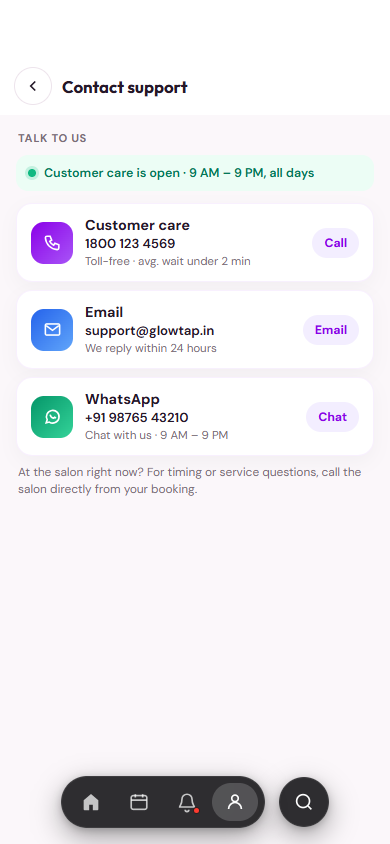 Contact support
TALK TO US
Customer care is open · 9 AM – 9 PM, all days
Customer care
1800 123 4569
Toll-free · avg. wait under 2 min
Call
Email
support@glowtap.in
We reply within 24 hours
Email
WhatsApp
+91 98765 43210
Chat with us · 9 AM – 9 PM
Chat
At the salon right now? For timing or service questions, call the
salon directly from your booking.